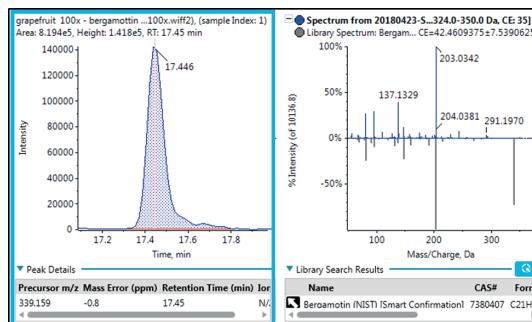 grapefruit 100x - bergamottin ...100x.wiff2), (sample Index: 1)
Area: 8.194e5, Height: 1.418e5, RT: 17.45 min
140000
120000
100000
80000
60000
40000
20000
0
Intensity
17.446
17.2 17.4 17.6 17.8
Time, min
Peak Details
Precursor m/z Mass Error (ppm) Retention Time (min) Ior
339.159 -0.8 17.45 N/
Spectrum from 20180423-S...324.0-350.0 Da, CE: 35]
Library Spectrum: Bergam... CE=42.4609375±7.5390625
100%
50%
0%
-50%
% Intensity (of 10136.8)
203.0342
137.1329
204.0381
291.1970
100 200 300
Mass/Charge, Da
Library Search Results
Name CAS# Forr
Bergamotin (NIST) [Smart Confirmation] 7380407 C21H